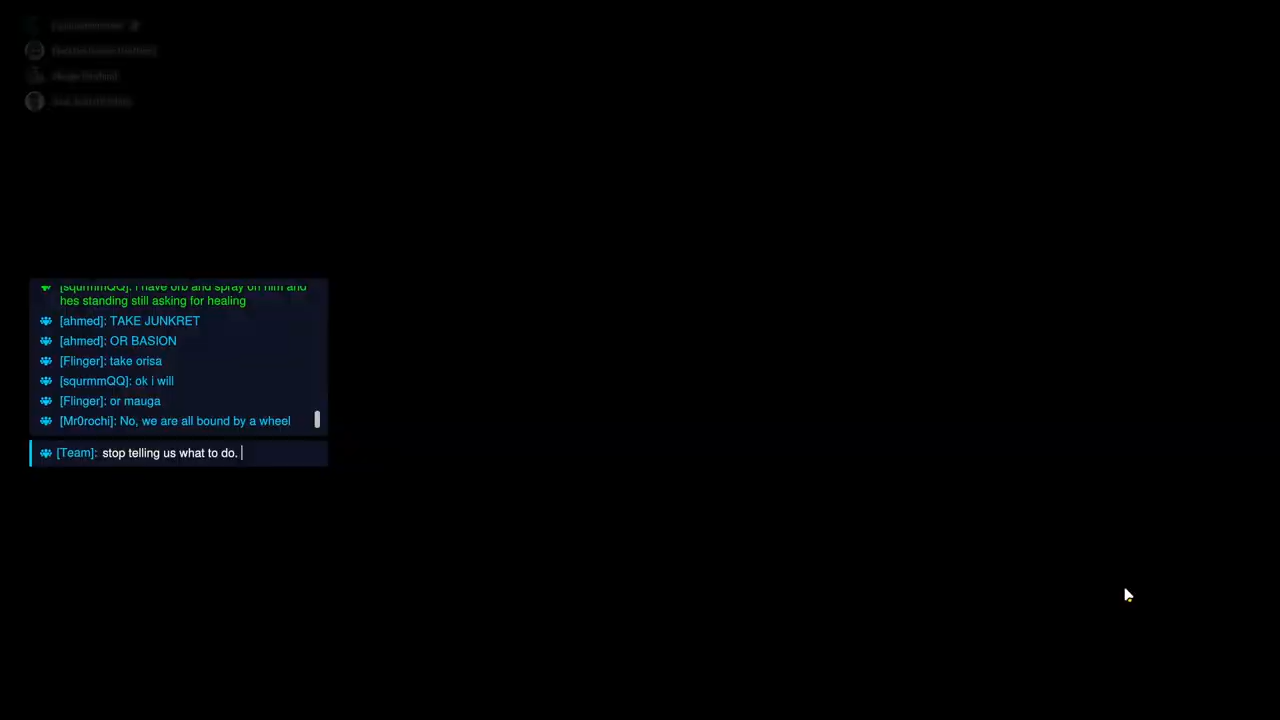 [squrmmQQ]: i have orb and spray on him and
hes standing still asking for healing
[ahmed]: TAKE JUNKRET
[ahmed]: OR BASION
[Flinger]: take orisa
[squrmmQQ]: ok i will
[Flinger]: or mauga
[Mr0rochi]: No, we are all bound by a wheel
[Team]: stop telling us what to do.